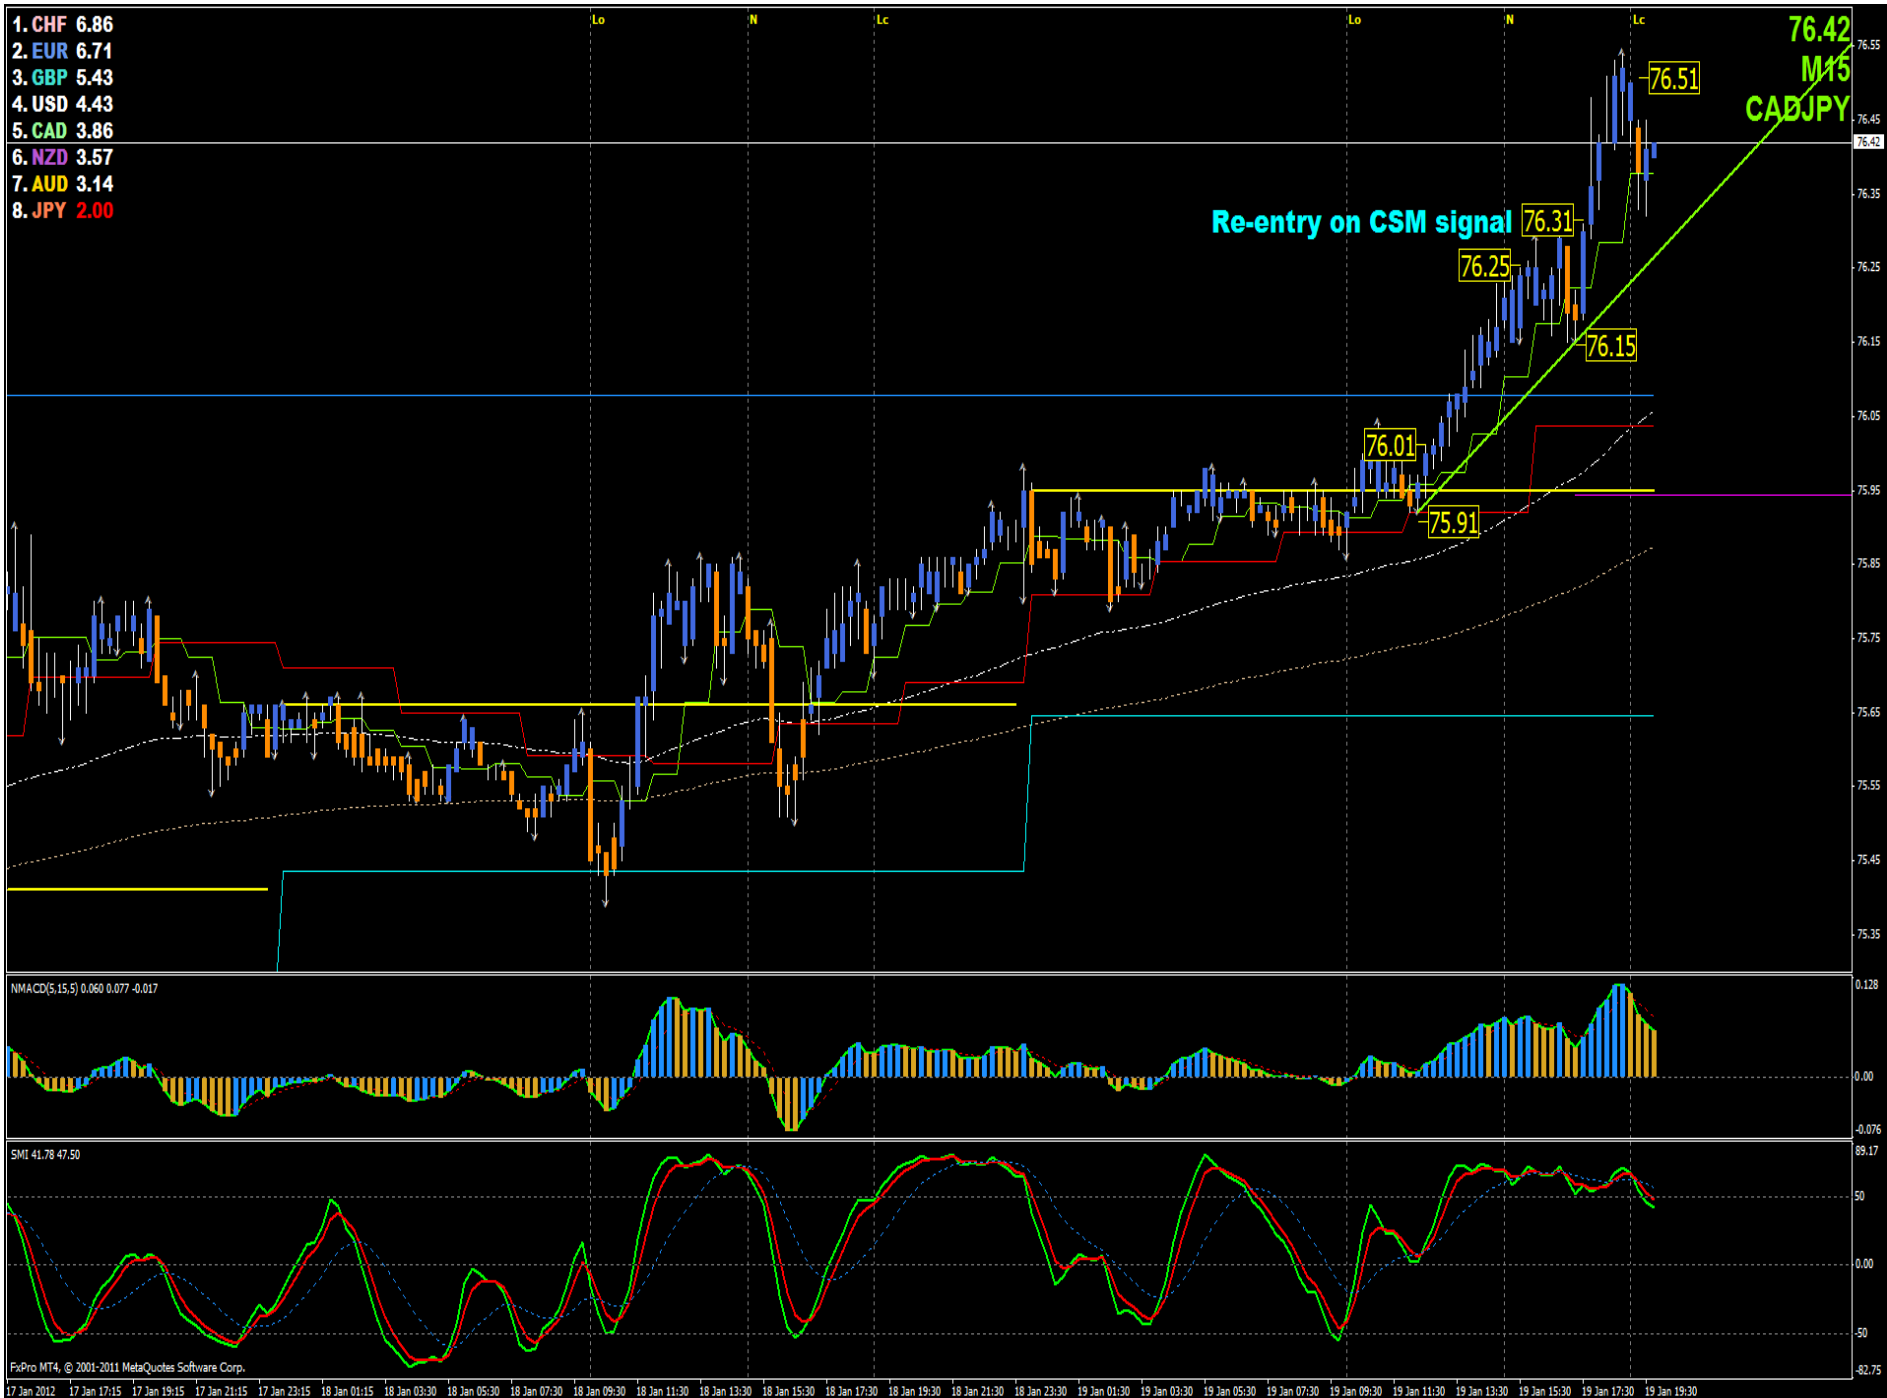 1. CHF 6.86
2. EUR 6.71
3. GBP 5.43
4. USD 4.43
5. CAD 3.86
6. NZD 3.57
7. AUD 3.14
8. JPY 2.00
Lo
N
Lc
Lo
N
Lc
76.42
M15
CADJPY
76.51
Re-entry on CSM signal
76.31
76.25
76.15
76.01
75.91
76.55
76.45
76.42
76.35
76.25
76.15
76.05
75.95
75.85
75.75
75.65
75.55
75.45
75.35
NMACD(5,15,5) 0.060 0.077 -0.017
0.128
0.00
-0.076
SMI 41.78 47.50
89.17
50
0.00
-50
-82.75
FxPro MT4, © 2001-2011 MetaQuotes Software Corp.
17 Jan 2012
17 Jan 17:15
17 Jan 19:15
17 Jan 21:15
17 Jan 23:15
18 Jan 01:15
18 Jan 03:30
18 Jan 05:30
18 Jan 07:30
18 Jan 09:30
18 Jan 11:30
18 Jan 13:30
18 Jan 15:30
18 Jan 17:30
18 Jan 19:30
18 Jan 21:30
18 Jan 23:30
19 Jan 01:30
19 Jan 03:30
19 Jan 05:30
19 Jan 07:30
19 Jan 09:30
19 Jan 11:30
19 Jan 13:30
19 Jan 15:30
19 Jan 17:30
19 Jan 19:30